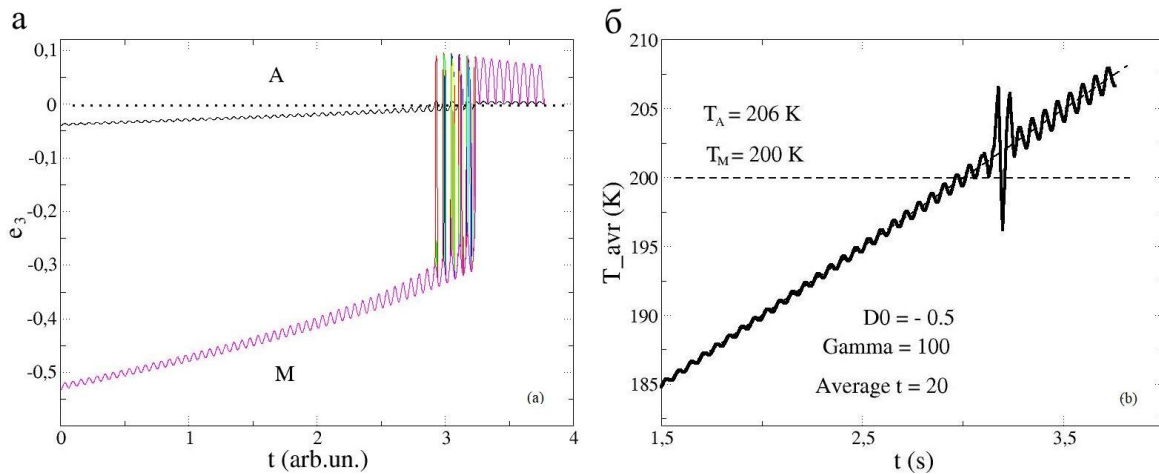 а
0,1
0
-0,1
-0,2
-0,3
-0,4
-0,5
e₃
A
M
(a)
0
1
2
3
4
t (arb.un.)
б
210
205
200
195
190
185
T_avr (K)
T_A = 206 K
T_M = 200 K
D0 = - 0.5
Gamma = 100
Average t = 20
(b)
1,5
2,5
3,5
t (s)